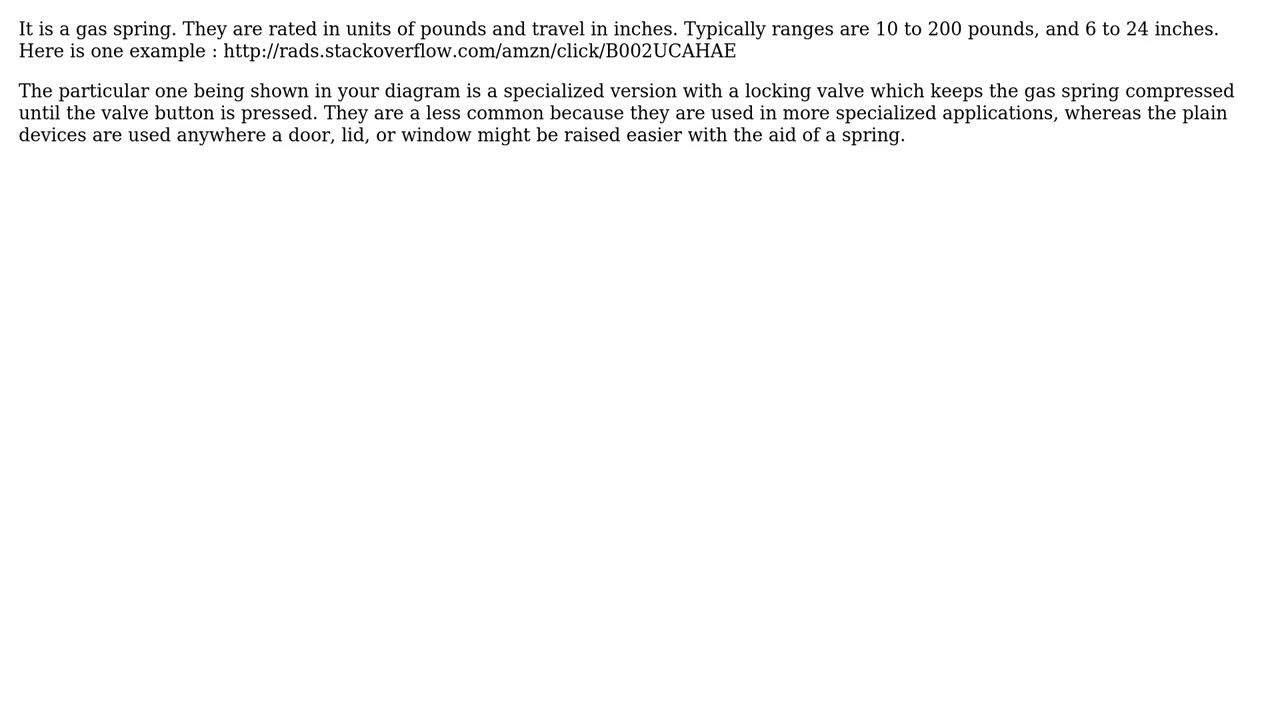 It is a gas spring. They are rated in units of pounds and travel in inches. Typically ranges are 10 to 200 pounds, and 6 to 24 inches.
Here is one example : http://rads.stackoverflow.com/amzn/click/B002UCAHAE
The particular one being shown in your diagram is a specialized version with a locking valve which keeps the gas spring compressed
until the valve button is pressed. They are a less common because they are used in more specialized applications, whereas the plain
devices are used anywhere a door, lid, or window might be raised easier with the aid of a spring.